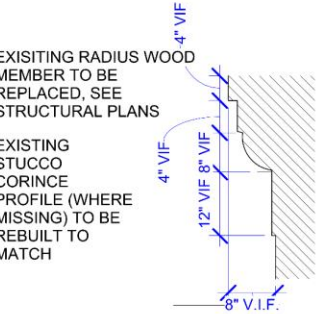 4" VIF
EXISITING RADIUS WOOD
MEMBER TO BE
REPLACED, SEE
STRUCTURAL PLANS
EXISTING
STUCCO
CORINCE
PROFILE (WHERE
MISSING) TO BE
REBUILT TO
MATCH
4" VIF
8" VIF
12" VIF
8" V.I.F.